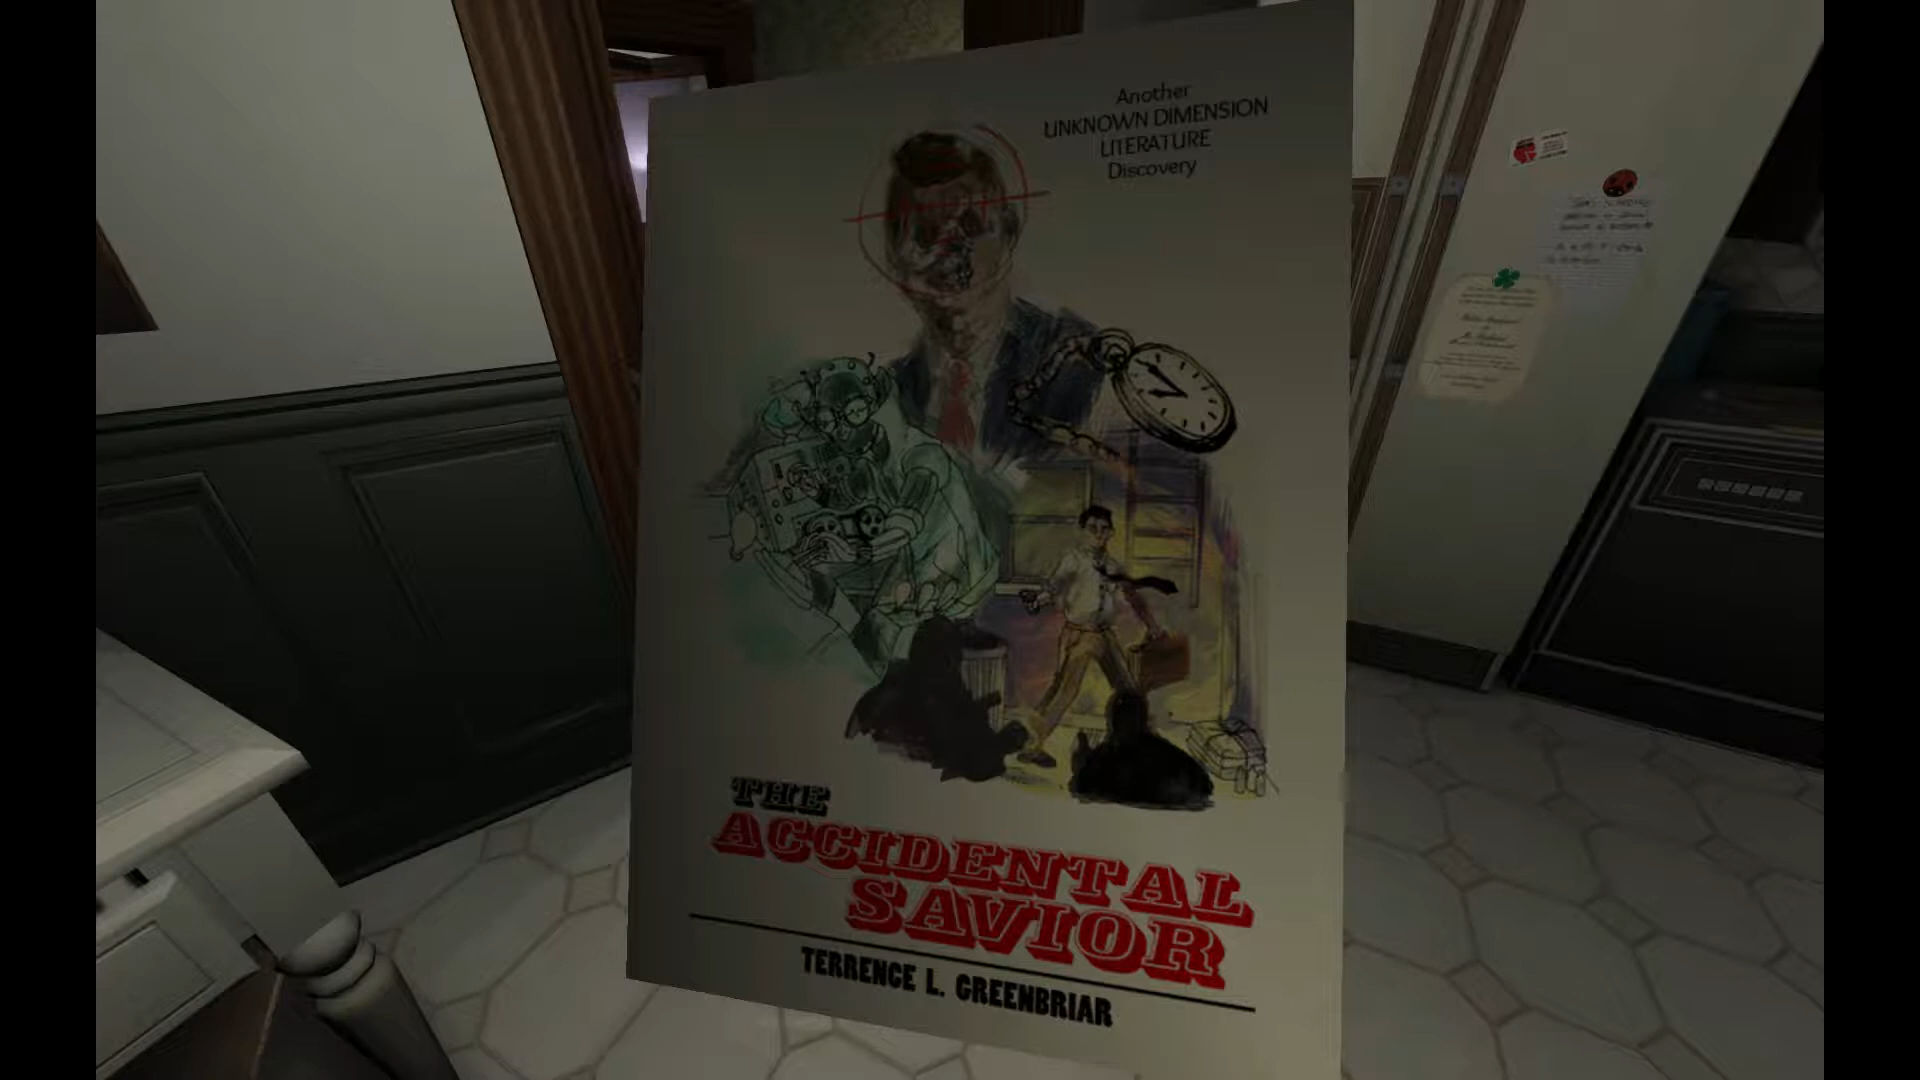 Another
UNKNOWN DIMENSION
LITERATURE
Discovery
THE
ACCIDENTAL
SAVIOR
TERRENCE L. GREENBRIAR